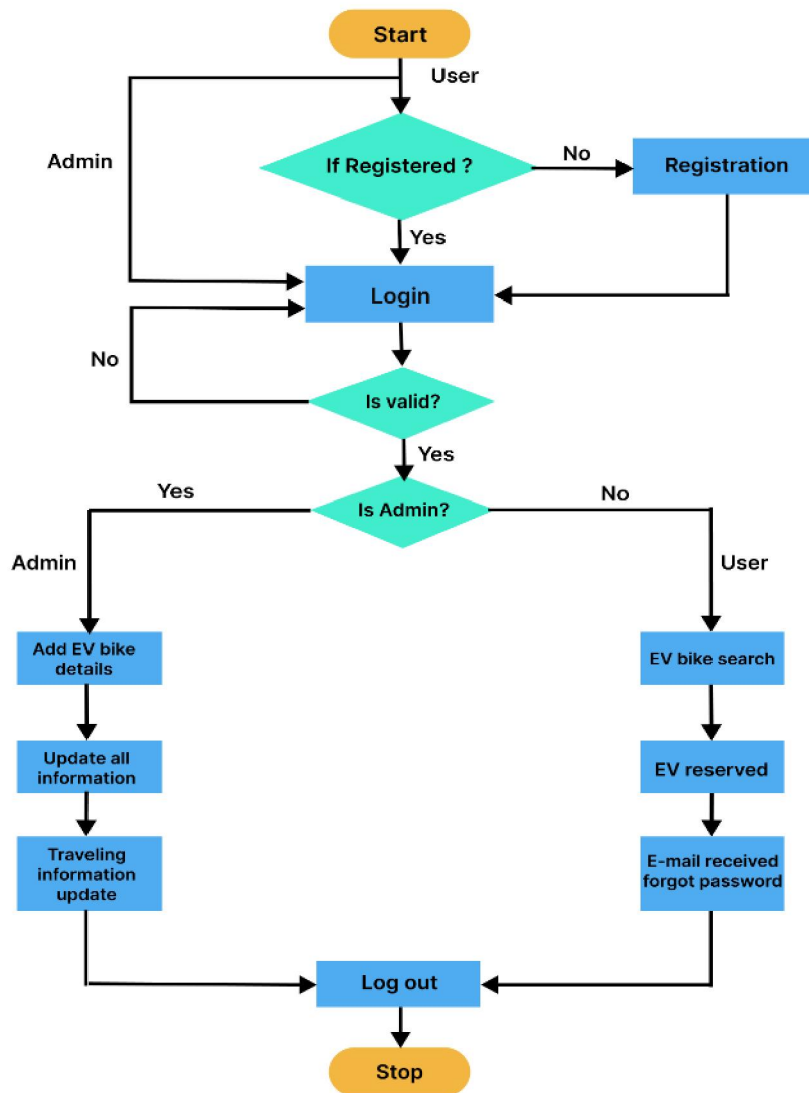 Start
User
Admin
If Registered ?
No
Registration
Yes
Login
No
Is valid?
Yes
Yes
Is Admin?
No
Admin
User
Add EV bike
details
EV bike search
Update all
information
EV reserved
Traveling
information
update
E-mail received
forgot password
Log out
Stop